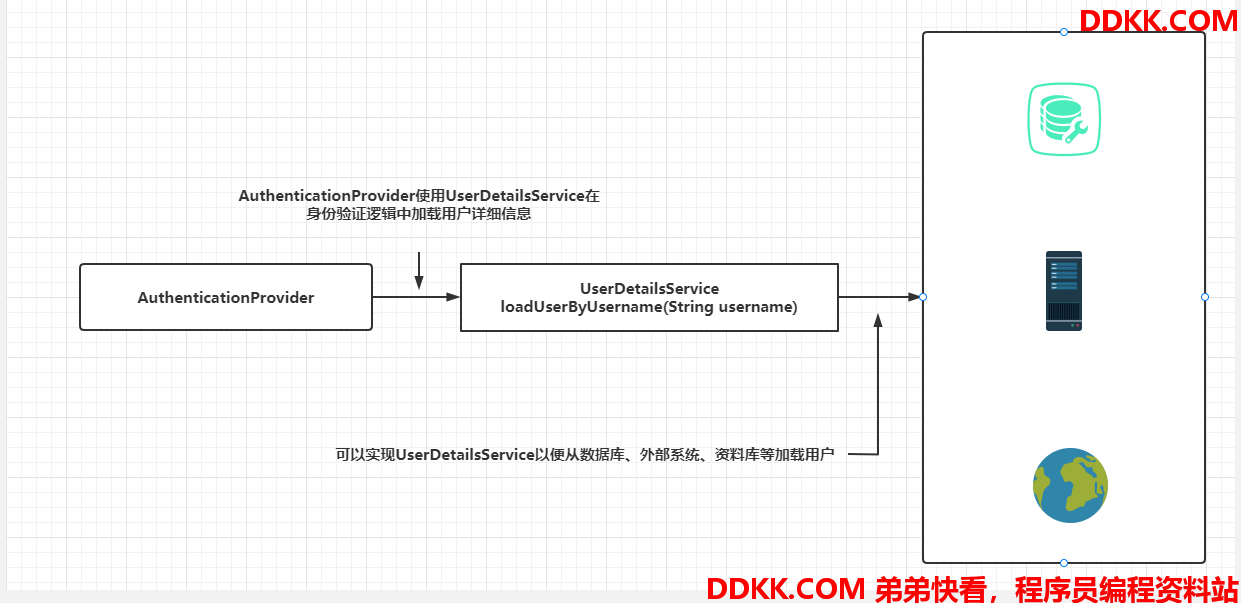 DDKK.COM
AuthenticationProvider使用UserDetailsService在
身份验证逻辑中加载用户详细信息
AuthenticationProvider
UserDetailsService
loadUserByUsername(String username)
可以实现UserDetailsService以便从数据库、外部系统、资料库等加载用户
DDKK.COM 弟弟快看，程序员编程资料站